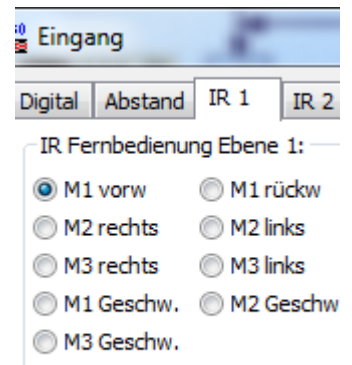 Eingang
Digital Abstand IR 1 IR 2
IR Fernbedienung Ebene 1:
M1 vorw M1 rückw
M2 rechts M2 links
M3 rechts M3 links
M1 Geschw. M2 Geschw
M3 Geschw.